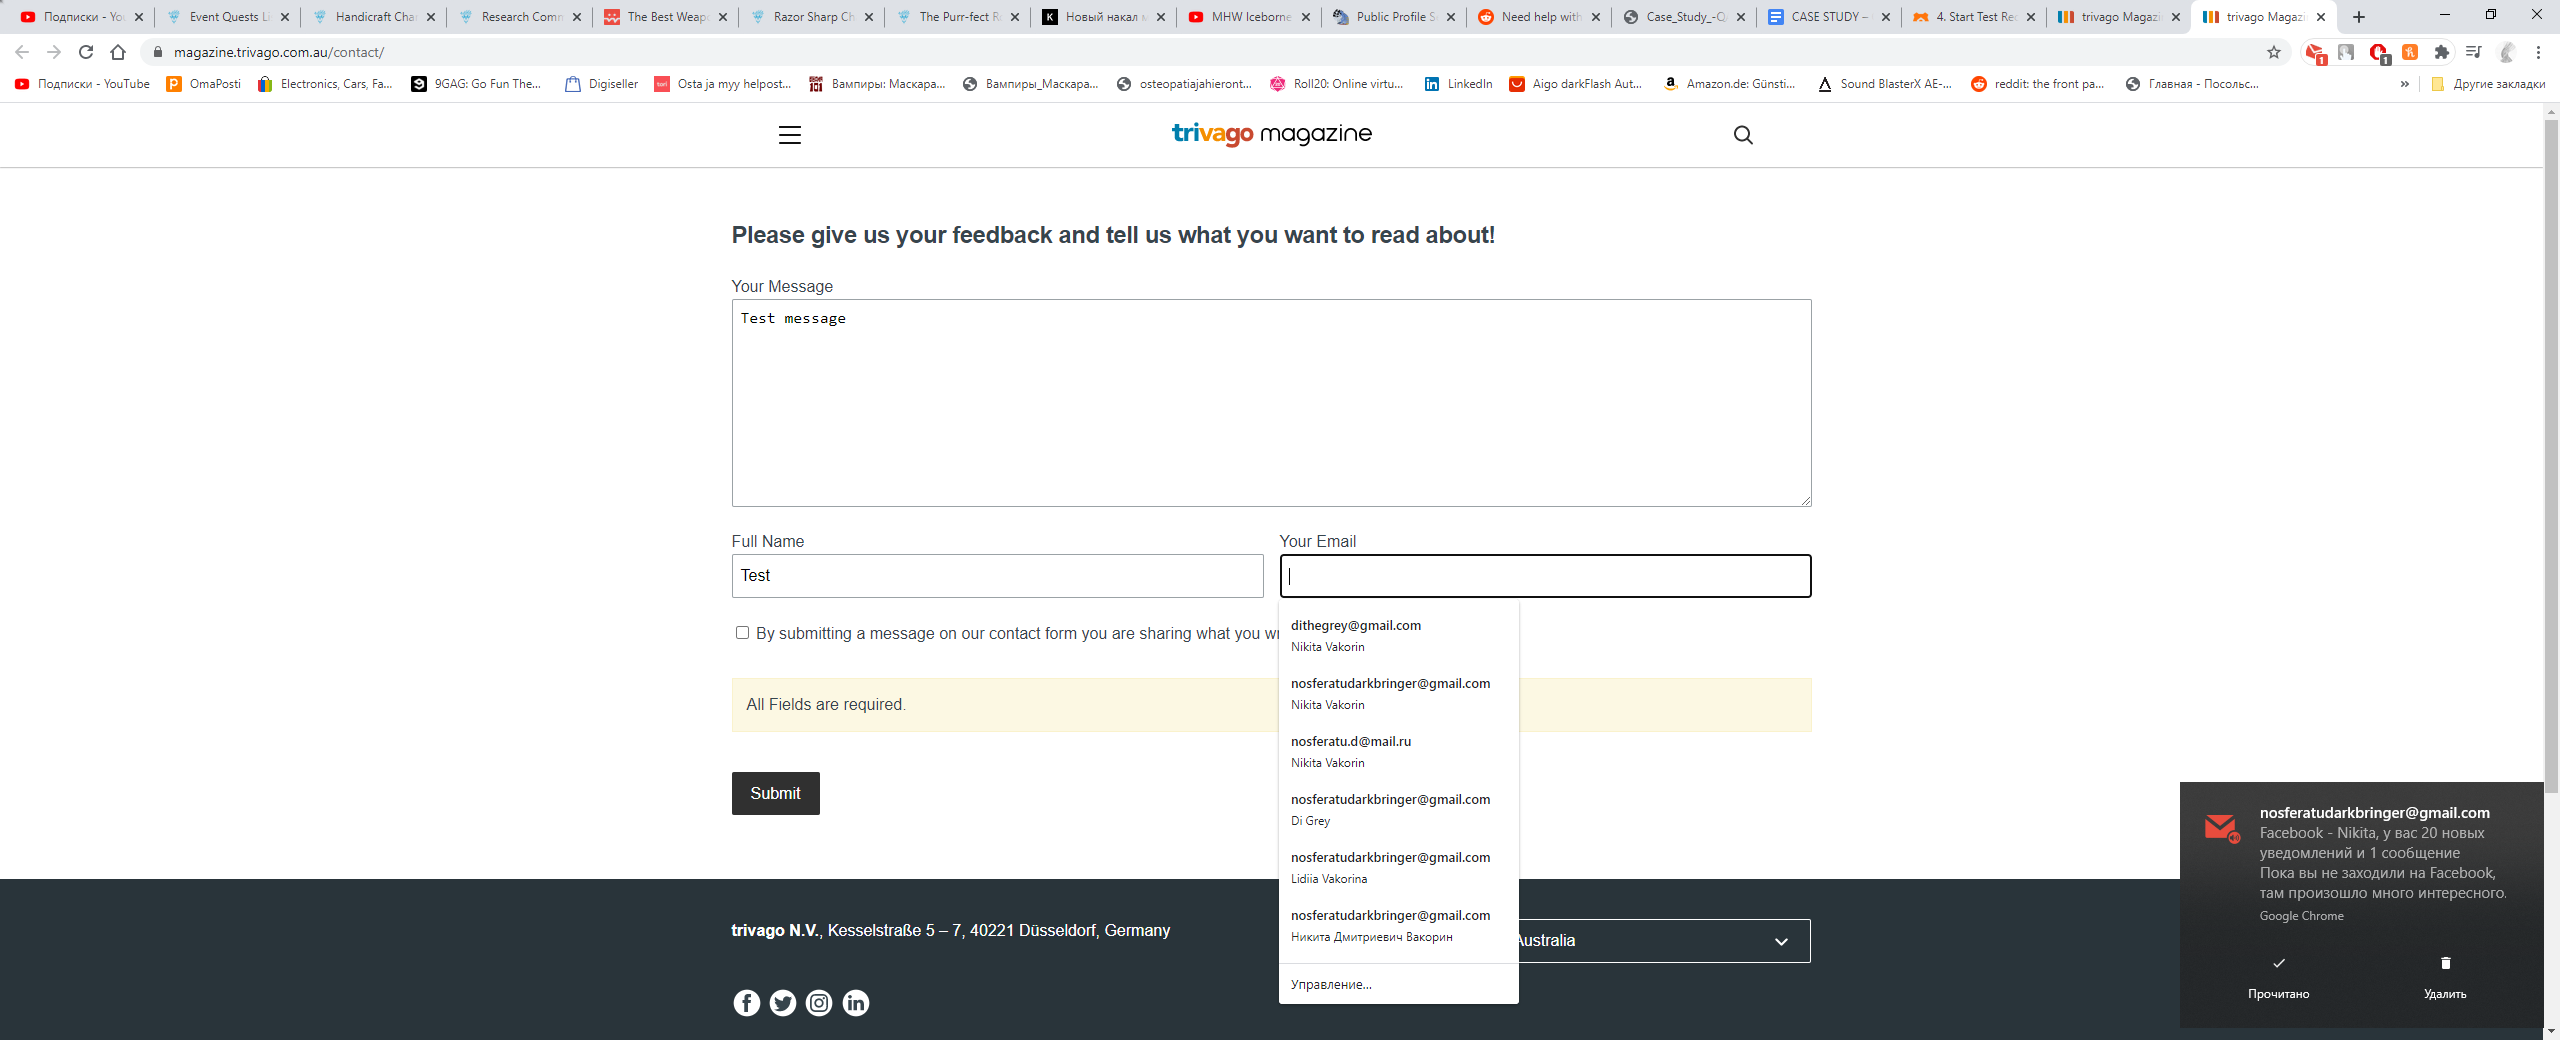 Подписки - You
Event Quests Li
Handicraft Cha
Research Comm
The Best Weapo
Razor Sharp Ch
The Purr-fect R
Новый накал м
MHW Iceborne
Public Profile S
Need help with
Case_Study_-Q
CASE STUDY –
4. Start Test Rec
trivago Magazi
trivago Magazi
magazine.trivago.com.au/contact/
Подписки - YouTube
OmaPosti
Electronics, Cars, Fa...
9GAG: Go Fun The...
Digiseller
Osta ja myy helpost...
Вампиры: Маскара...
Вампиры_Маскара...
osteopatiajahieront...
Roll20: Online virtu...
LinkedIn
Aigo darkFlash Aut...
Amazon.de: Günsti...
Sound BlasterX AE-...
reddit: the front pa...
Главная - Посольс...
»
Другие закладки
trivago magazine
Please give us your feedback and tell us what you want to read about!
Your Message
Test message
Full Name
Your Email
Test
By submitting a message on our contact form you are sharing what you wr
All Fields are required.
Submit
dithegrey@gmail.com
Nikita Vakorin
nosferatudarkbringer@gmail.com
Nikita Vakorin
nosferatu.d@mail.ru
Nikita Vakorin
nosferatudarkbringer@gmail.com
Di Grey
nosferatudarkbringer@gmail.com
Lidiia Vakorina
nosferatudarkbringer@gmail.com
Никита Дмитриевич Вакорин
Управление...
trivago N.V., Kesselstraße 5 – 7, 40221 Düsseldorf, Germany
Australia
nosferatudarkbringer@gmail.com
Facebook - Nikita, у вас 20 новых
уведомлений и 1 сообщение
Пока вы не заходили на Facebook,
там произошло много интересного.
Google Chrome
Прочитано
Удалить